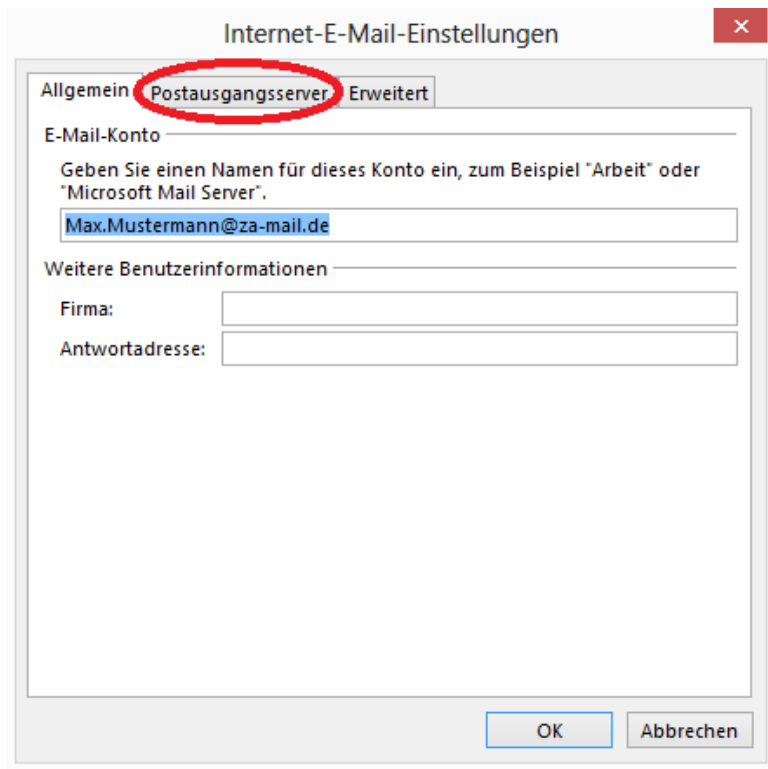 Internet-E-Mail-Einstellungen
Allgemein Postausgangsserver Erweitert
E-Mail-Konto
Geben Sie einen Namen für dieses Konto ein, zum Beispiel "Arbeit" oder
"Microsoft Mail Server".
Max.Mustermann@za-mail.de
Weitere Benutzerinformationen
Firma:
Antwortadresse:
OK Abbrechen